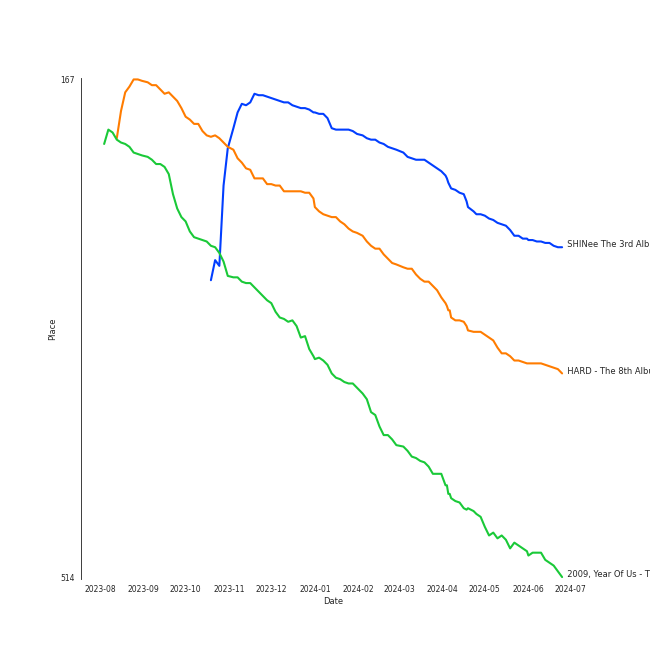 167
SHINee The 3rd Alb
Place
HARD - The 8th Albu
2009, Year Of Us - T
514
2023-08 2023-09 2023-10 2023-11 2023-12 2024-01 2024-02 2024-03 2024-04 2024-05 2024-06 2024-07
Date